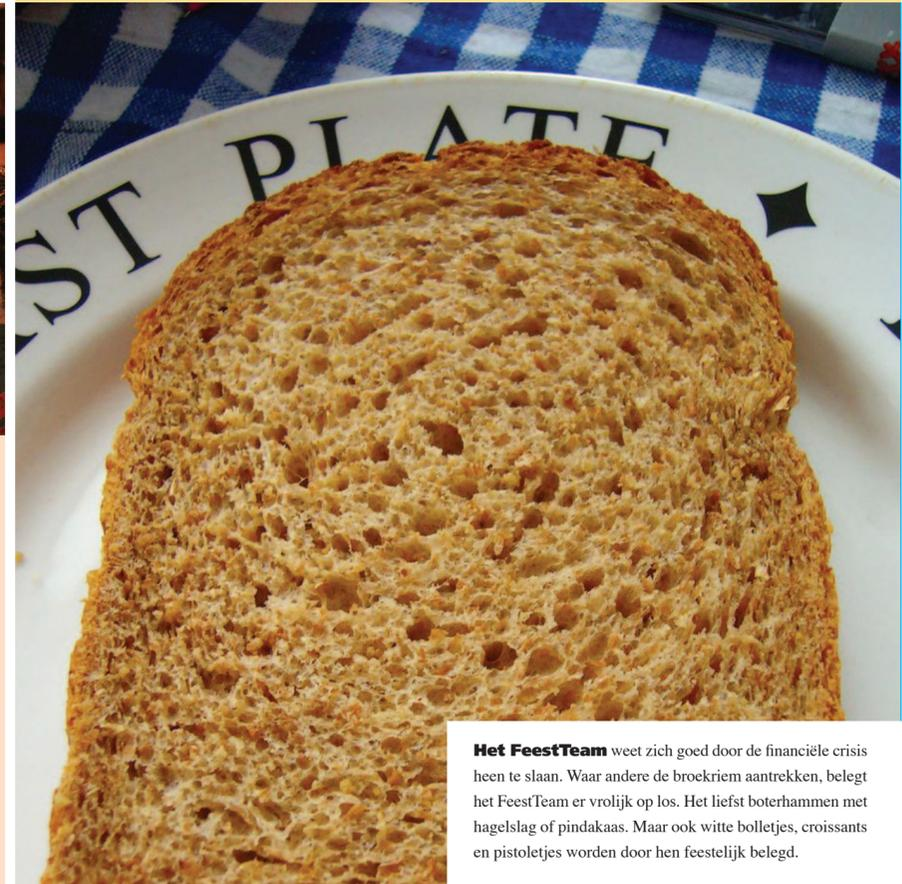 IST PLATE
Het FeestTeam weet zich goed door de financiële crisis
heen te slaan. Waar andere de broekriem aantrekken, belegt
het FeestTeam er vrolijk op los. Het liefst boterhammen met
hagelslag of pindakaas. Maar ook witte bolletjes, croissants
en pistoletjes worden door hen feestelijk belegd.